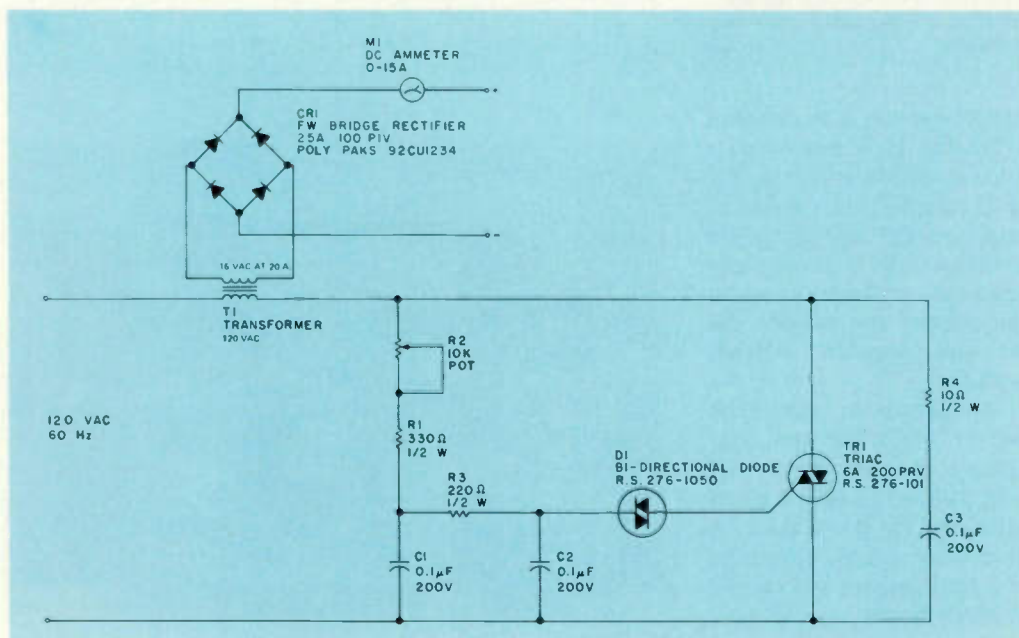 M1
DC AMMETER
0-15A
+
CR1
FW BRIDGE RECTIFIER
25A 100 PIV
POLY PAKS 92CU1234
-
16 VAC AT 20 A
T1
TRANSFORMER
120 VAC
R2
10K
POT
R4
10Ω
1/2 W
120 VAC
60 Hz
R1
330Ω
1/2 W
D1
BI-DIRECTIONAL DIODE
R.S. 276-1050
TR1
TRIAC
6A 200PRV
R.S. 276-101
R3
220Ω
1/2 W
C3
0.1µF
200V
C1
0.1µF
200V
C2
0.1µF
200V